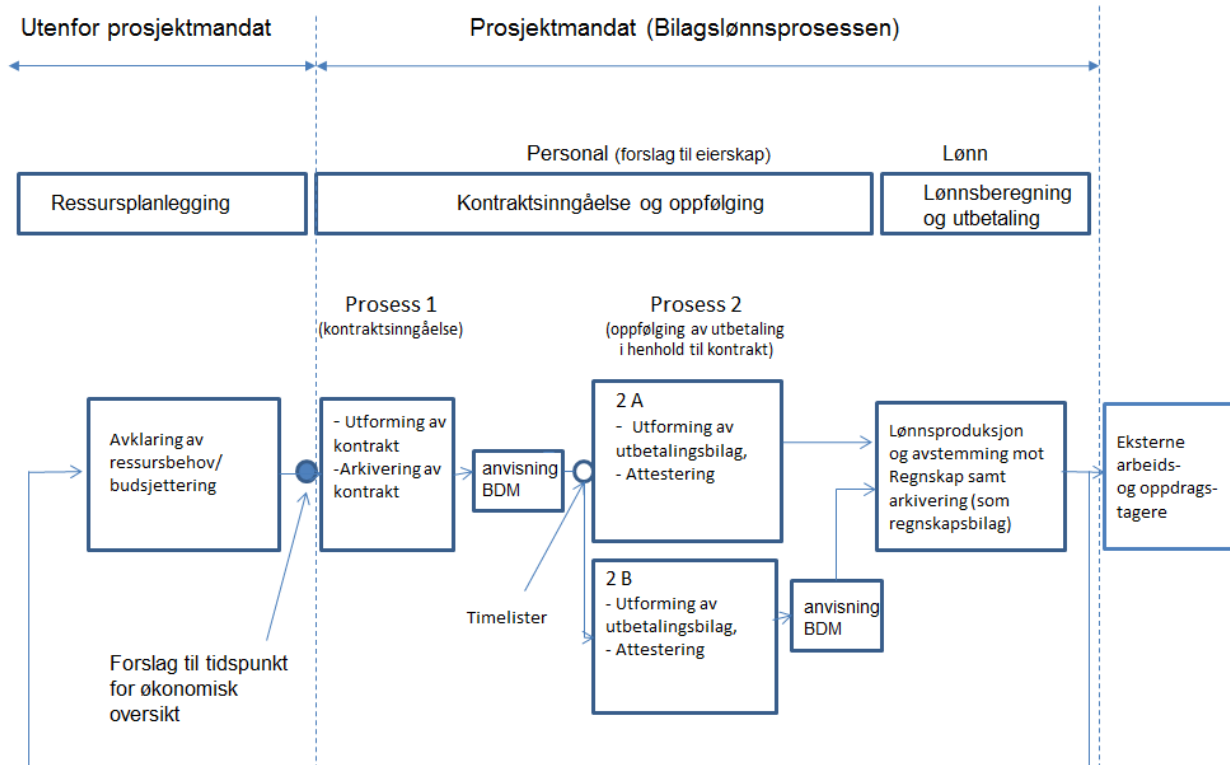 Utenfor prosjektmandat
Prosjektmandat (Bilagslønnsprosessen)
Personal (forslag til eierskap)
Lønn
Ressursplanlegging
Kontraktsinngåelse og oppfølging
Lønnsberegning
og utbetaling
Prosess 1
(kontraktsinngåelse)
Prosess 2
(oppfølging av utbetaling
i henhold til kontrakt)
Avklaring av
ressursbehov/
budsjettering
- Utforming av
kontrakt
-Arkivering av
kontrakt
anvisning
BDM
2 A
- Utforming av
utbetalingsbilag,
- Attestering
Lønnsproduksjon
og avstemming mot
Regnskap samt
arkivering (som
regnskapsbilag)
Eksterne
arbeids-
og oppdrags-
tagere
2 B
- Utforming av
utbetalingsbilag,
- Attestering
anvisning
BDM
Timelister
Forslag til tidspunkt
for økonomisk
oversikt